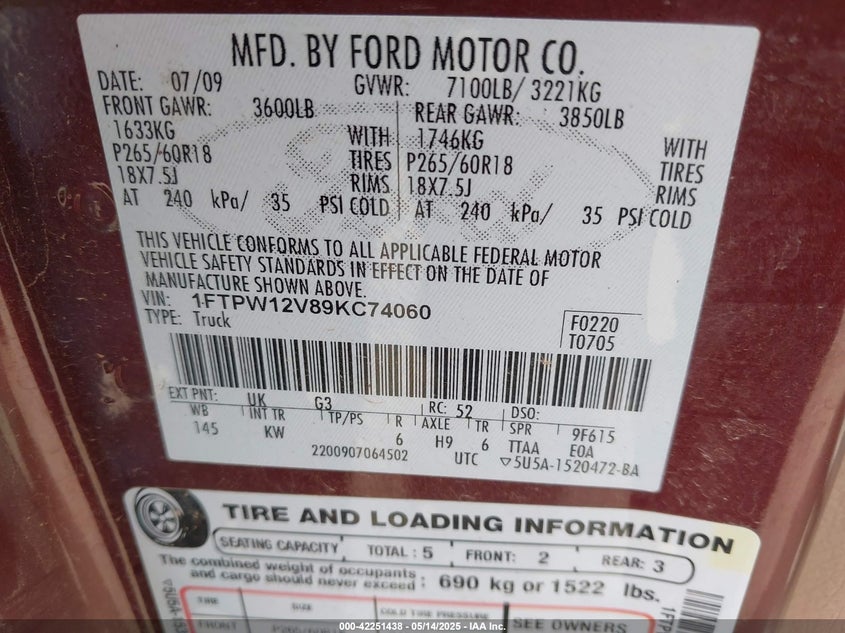 MFD. BY FORD MOTOR CO.
DATE: 07/09 GVWR: 7100LB/ 3221KG
FRONT GAWR: 3600LB REAR GAWR: 3850LB
1633KG WITH 1746KG WITH
P265/60R18 TIRES P265/60R18 TIRES
18X7.5J RIMS 18X7.5J RIMS
AT 240 kPa/ 35 PSI COLD AT 240 kPa/ 35 PSI COLD
THIS VEHICLE CONFORMS TO ALL APPLICABLE FEDERAL MOTOR
VEHICLE SAFETY STANDARDS IN EFFECT ON THE DATE OF
MANUFACTURE SHOWN ABOVE.
VIN: 1FTPW12V89KC74060
TYPE: Truck
F0220
T0705
EXT PNT: UK G3 RC: 52 DSO:
WB INT TR TP/PS R AXLE TR SPR 9F615
145 KW 6 H9 6 TTAA EOA
2200907064502 UTC ▽5U5A-1520472-BA
TIRE AND LOADING INFORMATION
SEATING CAPACITY TOTAL : 5 FRONT: 2 REAR: 3
The combined weight of occupants
and cargo should never exceed : 690 kg or 1522 lbs.
TIRE SIZE COLD TIRE PRESSURE SEE OWNERS
FRONT
000-42251438 - 05/14/2025 - IAA Inc.